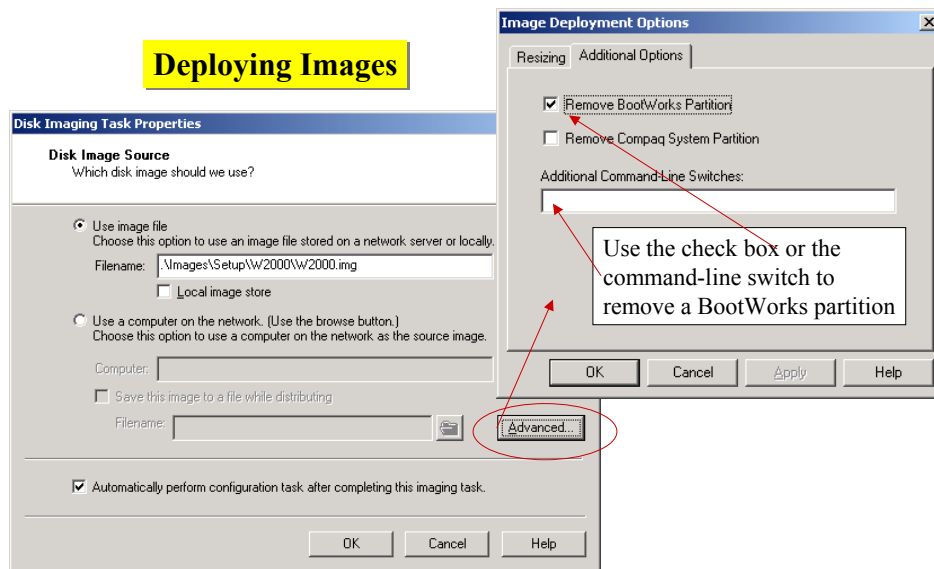 Deploying Images
Disk Imaging Task Properties
Disk Image Source
Which disk image should we use?
Use image file
Choose this option to use an image file stored on a network server or locally.
Filename: .\Images\Setup\W2000\W2000.img
Local image store
Use a computer on the network. (Use the browse button.)
Choose this option to use a computer on the network as the source image.
Computer:
Save this image to a file while distributing
Filename:
Advanced...
Automatically perform configuration task after completing this imaging task.
OK Cancel Help
Image Deployment Options
Resizing Additional Options
Remove BootWorks Partition
Remove Compaq System Partition
Additional Command-Line Switches:
Use the check box or the
command-line switch to
remove a BootWorks partition
OK Cancel Apply Help